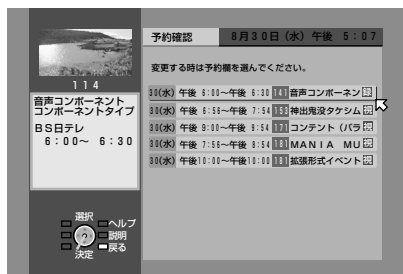 予約確認
8月30日(水)午後 5:07
変更する時は予約欄を選んでください。
114
音声コンポーネント
コンポーネントタイプ
BS日テレ
6:00~ 6:30
30(水) 午後 6:00~午後 6:30 141 音声コンポーネン
30(水) 午後 6:58~午後 7:54 神出鬼没タケシム
30(水) 午後 9:00~午後 8:54 171 コンテント(バラ
30(水) 午後 7:56~午後 8:54 161 MANIA MU
30(水) 午後10:00~午後10:00 181 拡張形式イベント
選択
ヘルプ
説明
戻る
決定